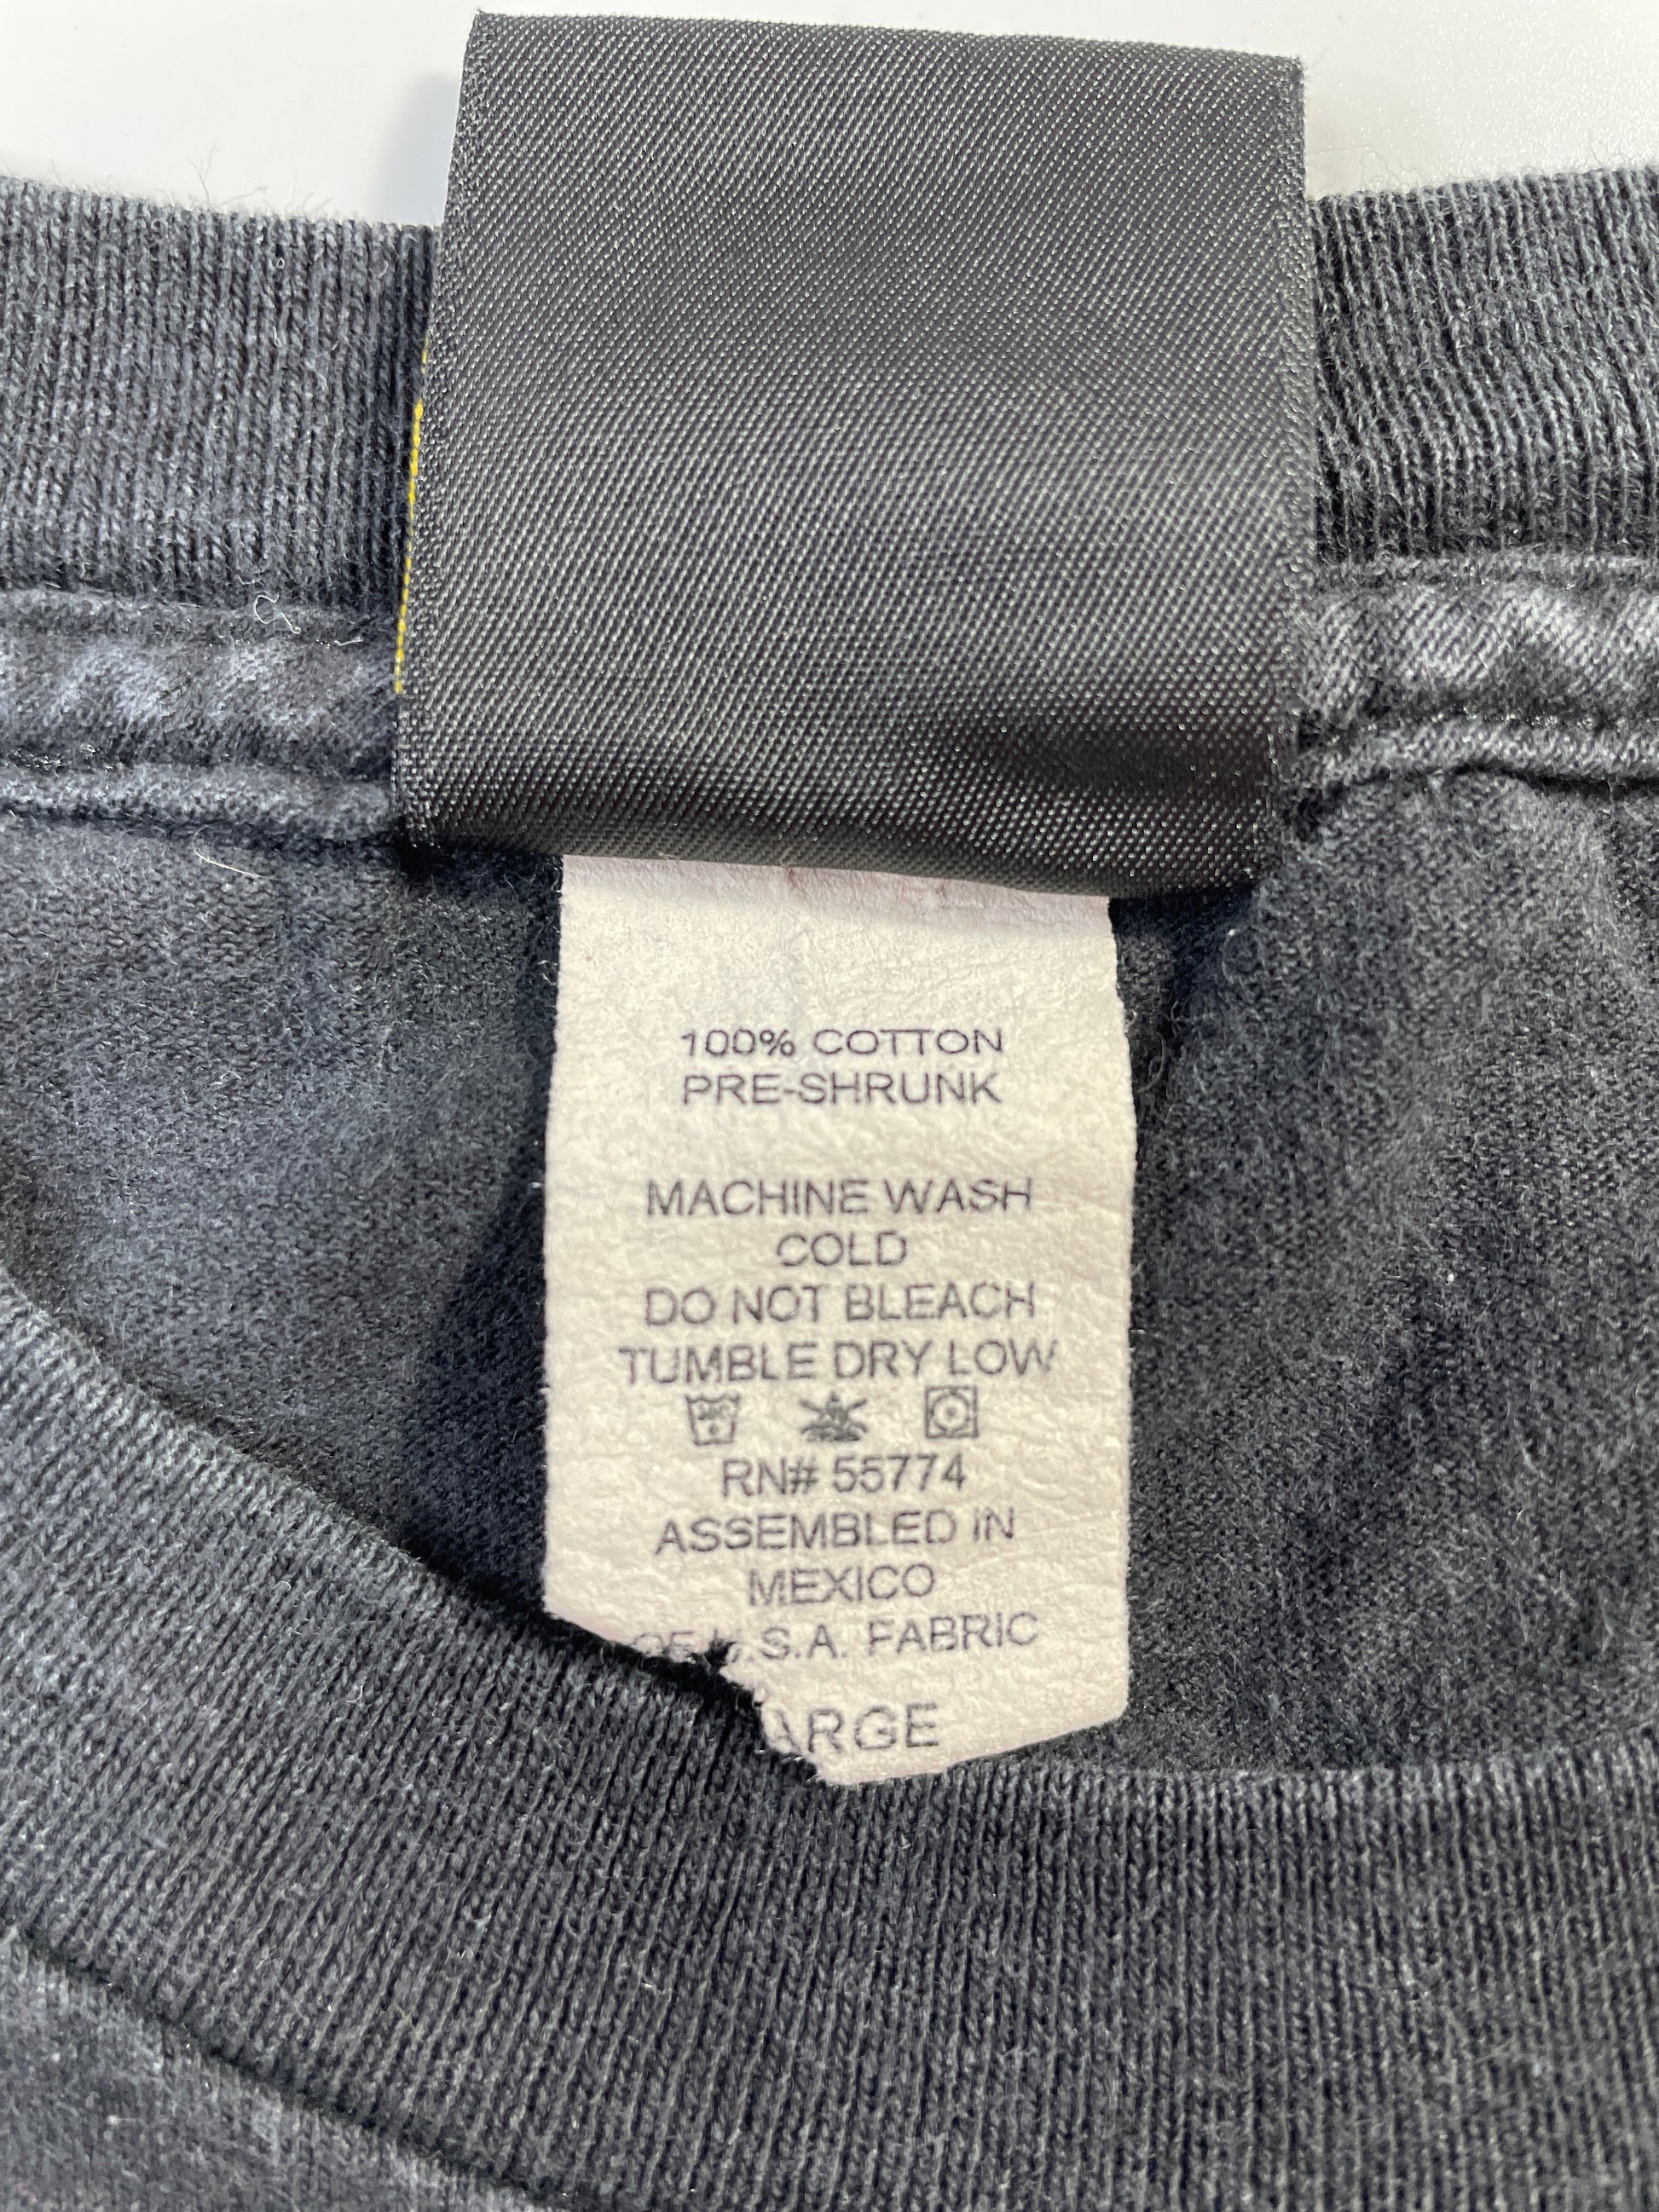 100% COTTON
PRE-SHRUNK
MACHINE WASH
COLD
DO NOT BLEACH
TUMBLE DRY LOW
RN# 55774
ASSEMBLED IN
MEXICO
OF U.S.A. FABRIC
ARGE